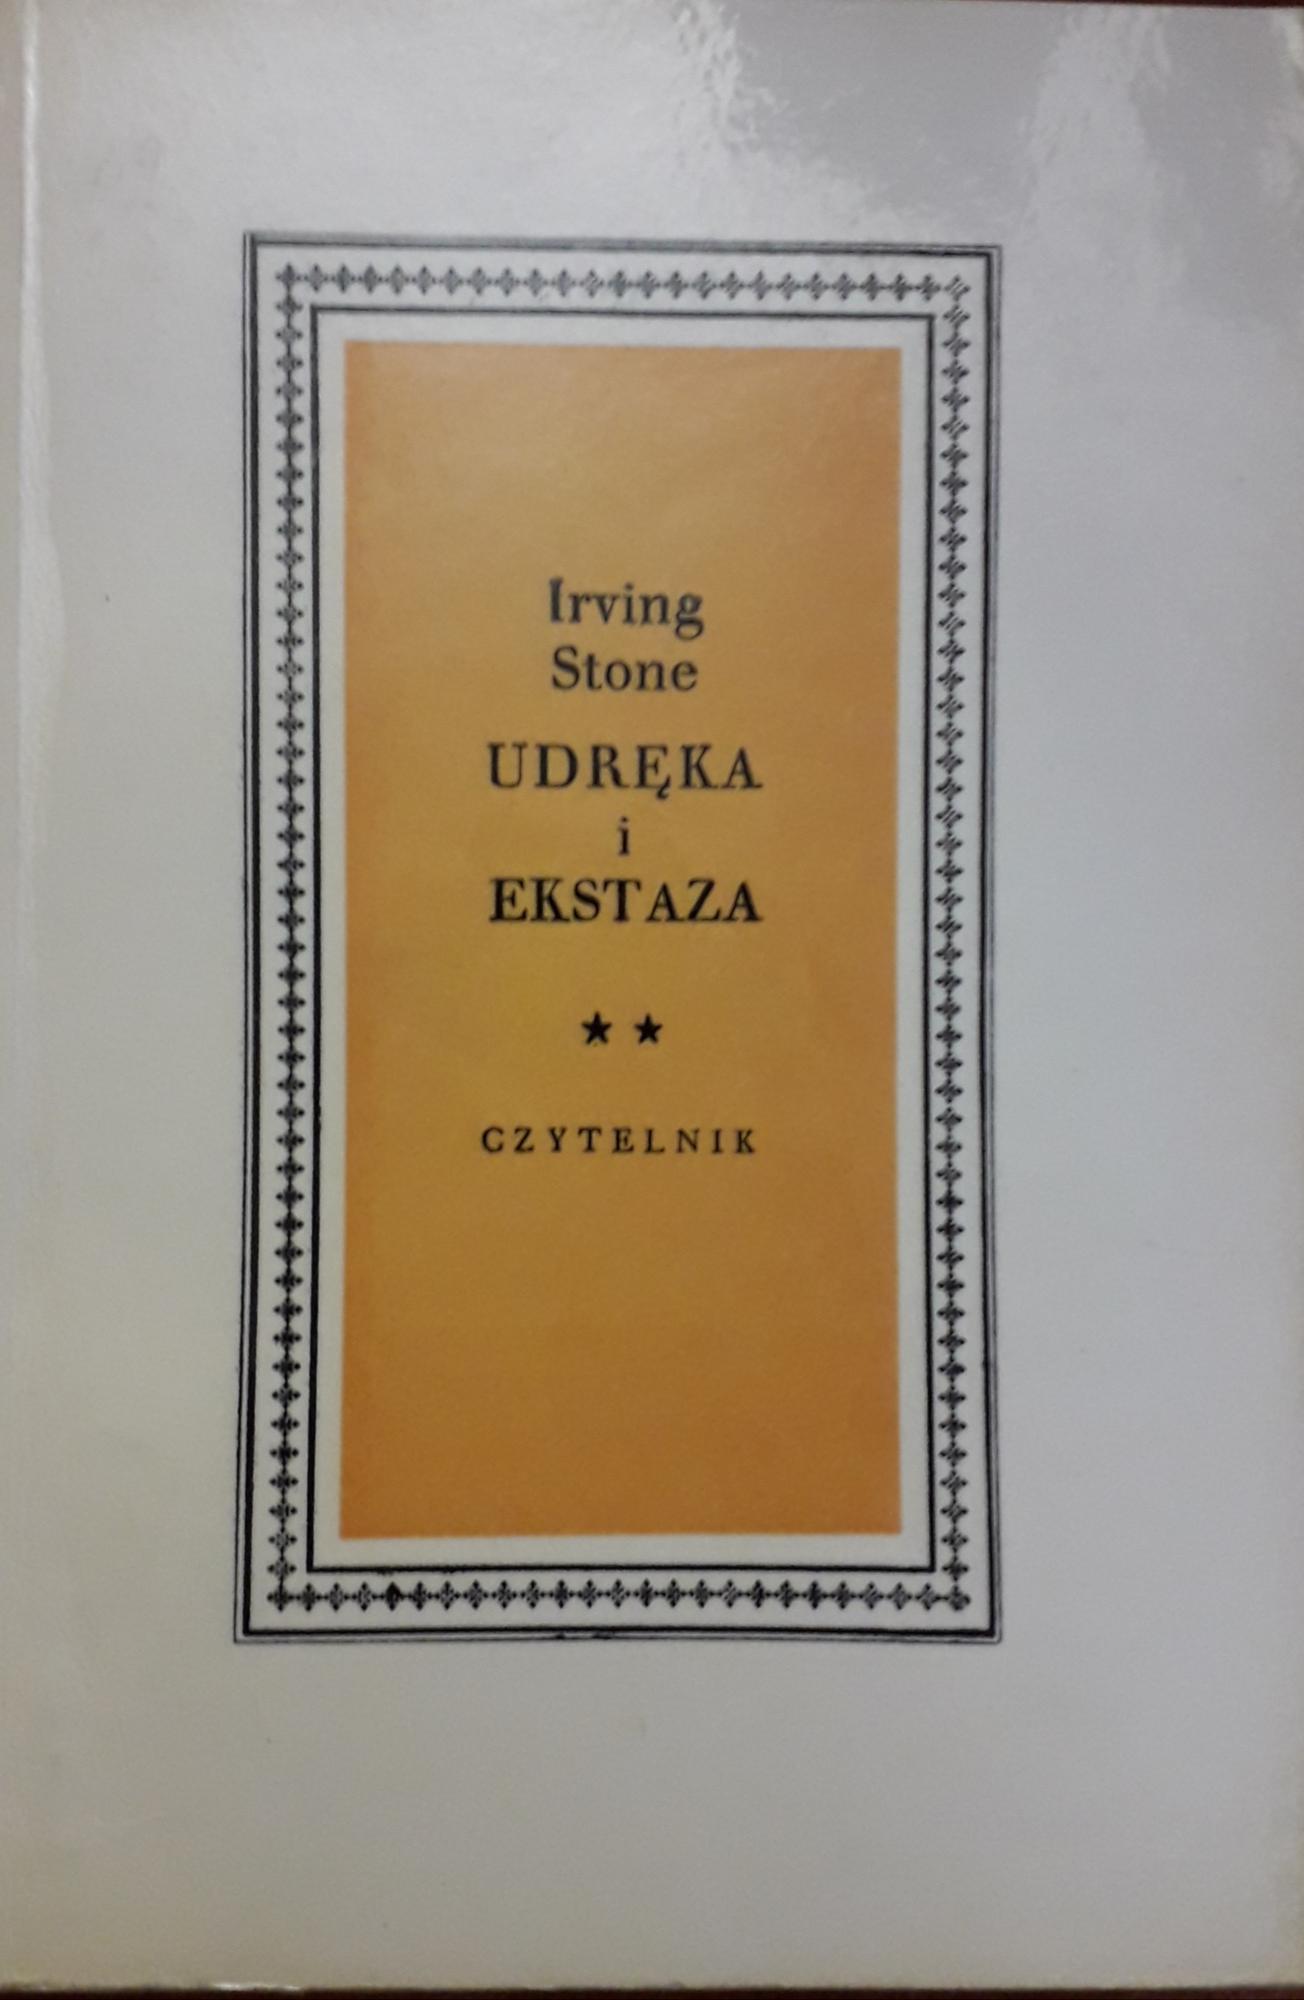 Irving
Stone
UDRĘKA
i
EKSTAZA
★ ★
CZYTELNIK